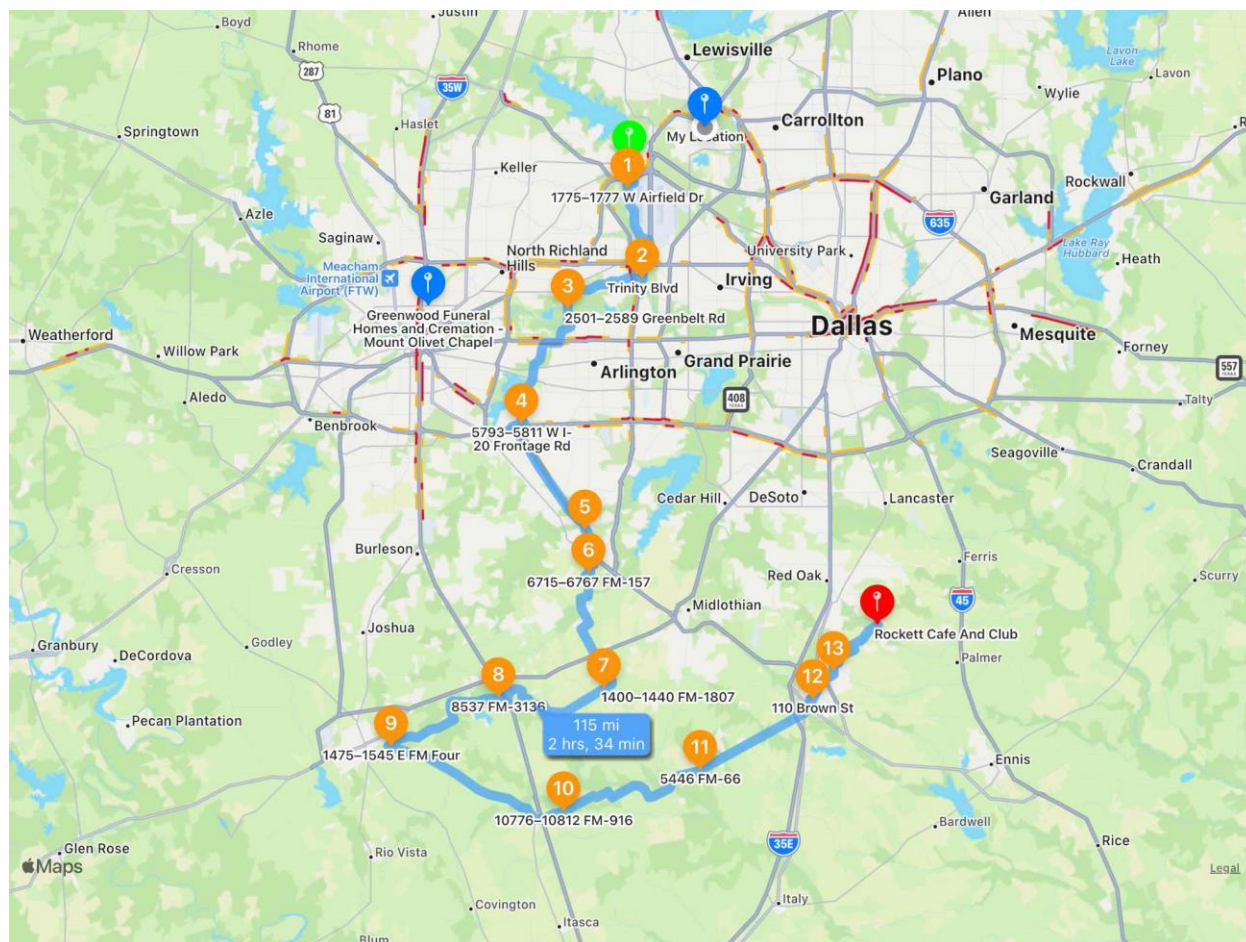 Boyd
Justin
Allen
Lewisville
Rhome
287
35W
Plano
Lavon
Lake
Lavon
Wylie
81
Haslet
Springtown
Carrollton
My Location
Keller
1
Rockwall
1775–1777 W Airfield Dr
Garland
635
Azle
Saginaw
North Richland
Hills
2
University Park
Lake Ray
Hubbard
Heath
Meacham
International
Airport (FTW)
3
Trinity Blvd
Irving
Greenwood Funeral
Homes and Cremation -
Mount Olivet Chapel
2501–2589 Greenbelt Rd
Dallas
Mesquite
Weatherford
Willow Park
Forney
Grand Prairie
Arlington
557
TEXAS
Aledo
4
408
TEXAS
Talty
Benbrook
5793–5811 W I-
20 Frontage Rd
Seagoville
Crandall
Cedar Hill
DeSoto
Lancaster
5
Burleson
6
Ferris
Cresson
6715–6767 FM-157
Red Oak
Scurry
45
Midlothian
Joshua
Rockett Cafe And Club
Granbury
DeCordova
Godley
13
Palmer
7
8
12
1400–1440 FM-1807
8537 FM-3136
110 Brown St
Pecan Plantation
9
115 mi
2 hrs, 34 min
1475–1545 E FM Four
11
5446 FM-66
Ennis
10
10776–10812 FM-916
Bardwell
35E
Rice
Glen Rose
Rio Vista
Maps
Legal
Covington
Italy
Itasca
Blum